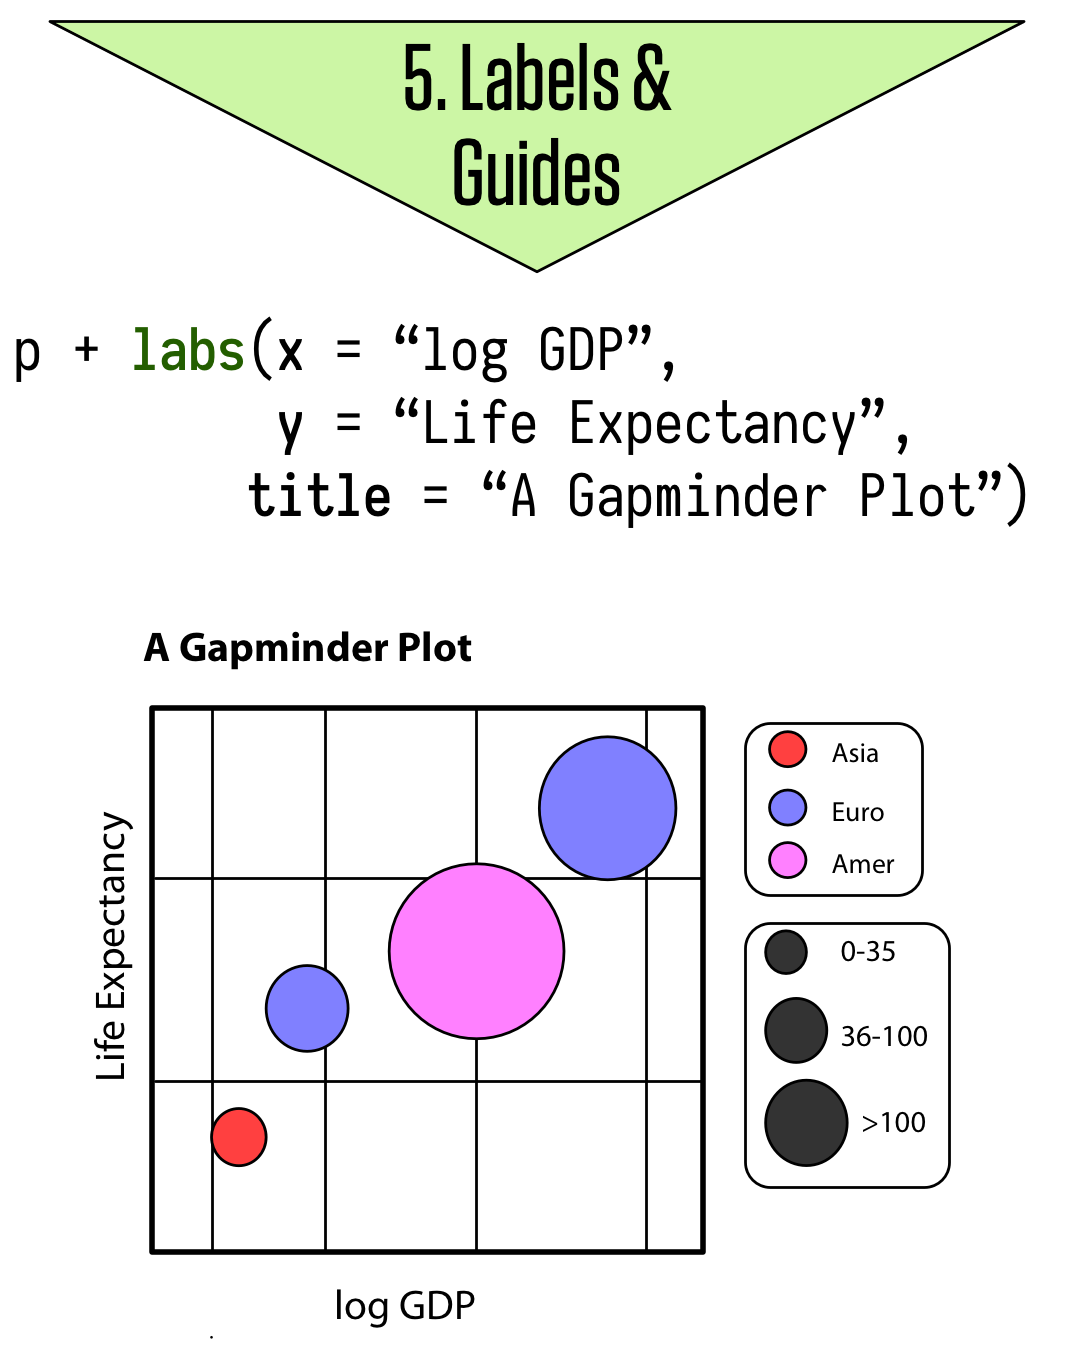 5. Labels &
Guides
p + labs(x = “log GDP”,
y = “Life Expectancy”,
title = “A Gapminder Plot”)
A Gapminder Plot
Life Expectancy
log GDP
Asia
Euro
Amer
0-35
36-100
>100